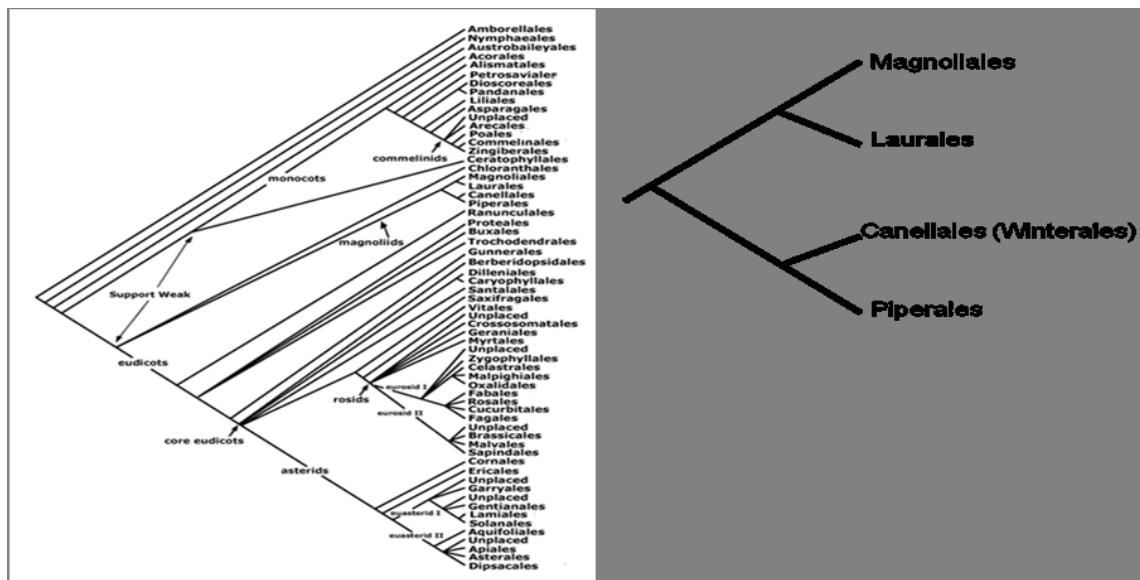 Amborellales
Nymphaeales
Austrobaileyales
Acorales
Alismatales
Petrosavialer
Dioscoreales
Pandanales
Liliales
Asparagales
Unplaced
Arecales
Poales
Commelinales
Zingiberales
Ceratophyllales
Chloranthales
Magnoliales
Laurales
Canellales
Piperales
Ranunculales
Proteales
Buxales
Trochodendrales
Gunnerales
Berberidopsidales
Dilleniales
Caryophyllales
Santalales
Saxifragales
Vitales
Unplaced
Crossosomatales
Geraniales
Myrtales
Unplaced
Zygophyllales
Celastrales
Malpighiales
Oxalidales
Fabales
Rosales
Cucurbitales
Fagales
Unplaced
Brassicales
Malvales
Sapindales
Cornales
Ericales
Unplaced
Garryales
Unplaced
Gentianales
Lamiales
Solanales
Aquifoliales
Unplaced
Apiales
Asterales
Dipsacales
commelinids
monocots
magnoliids
Support Weak
eudicots
eurosid I
rosids
eurosid II
core eudicots
asterids
euasterid I
euasterid II
Magnoliales
Laurales
Canellales (Winterales)
Piperales